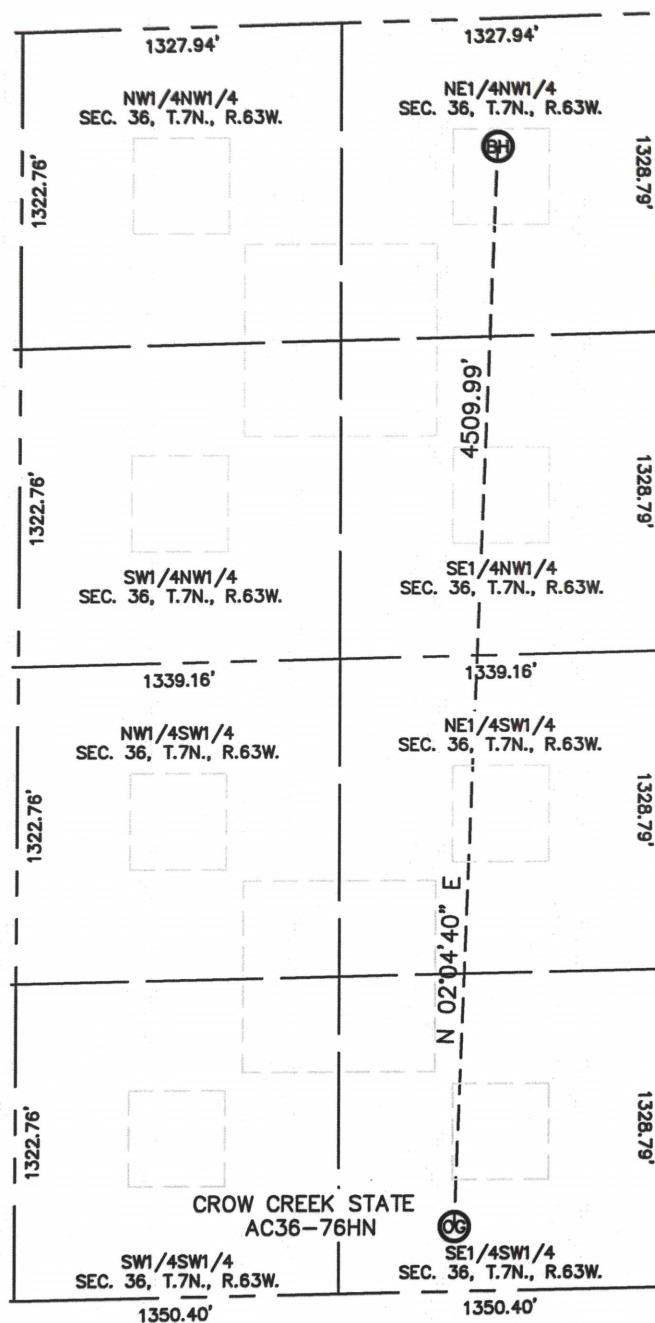 1327.94'
1327.94'
NW1/4NW1/4
SEC. 36, T.7N., R.63W.
NE1/4NW1/4
SEC. 36, T.7N., R.63W.
BH
1322.76'
1328.79'
4509.99'
1322.76'
1328.79'
SW1/4NW1/4
SEC. 36, T.7N., R.63W.
SE1/4NW1/4
SEC. 36, T.7N., R.63W.
1339.16'
1339.16'
NW1/4SW1/4
SEC. 36, T.7N., R.63W.
NE1/4SW1/4
SEC. 36, T.7N., R.63W.
1322.76'
1328.79'
N 02°04'40" E
1322.76'
1328.79'
CROW CREEK STATE
AC36-76HN
OG
SW1/4SW1/4
SEC. 36, T.7N., R.63W.
SE1/4SW1/4
SEC. 36, T.7N., R.63W.
1350.40'
1350.40'